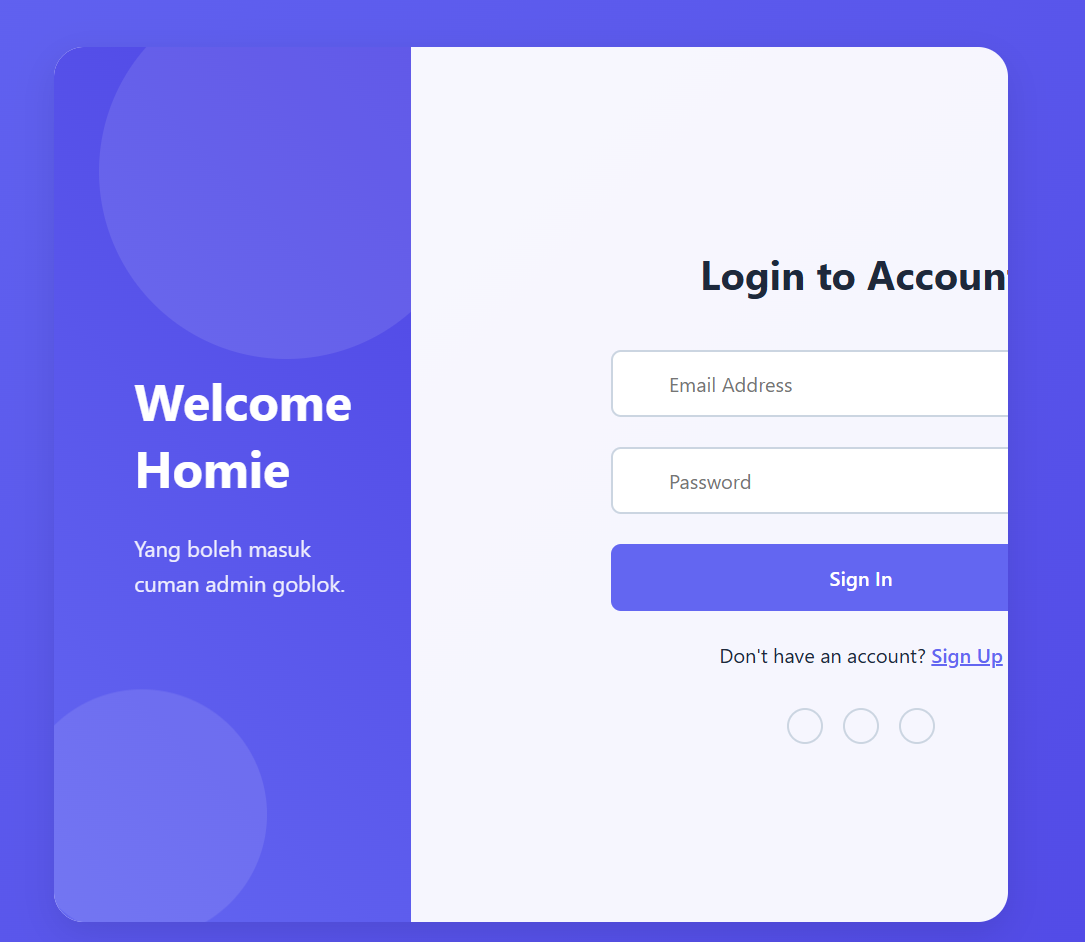 Welcome
Homie
Yang boleh masuk
cuman admin goblok.
Login to Accoun
Email Address
Password
Sign In
Don't have an account? Sign Up